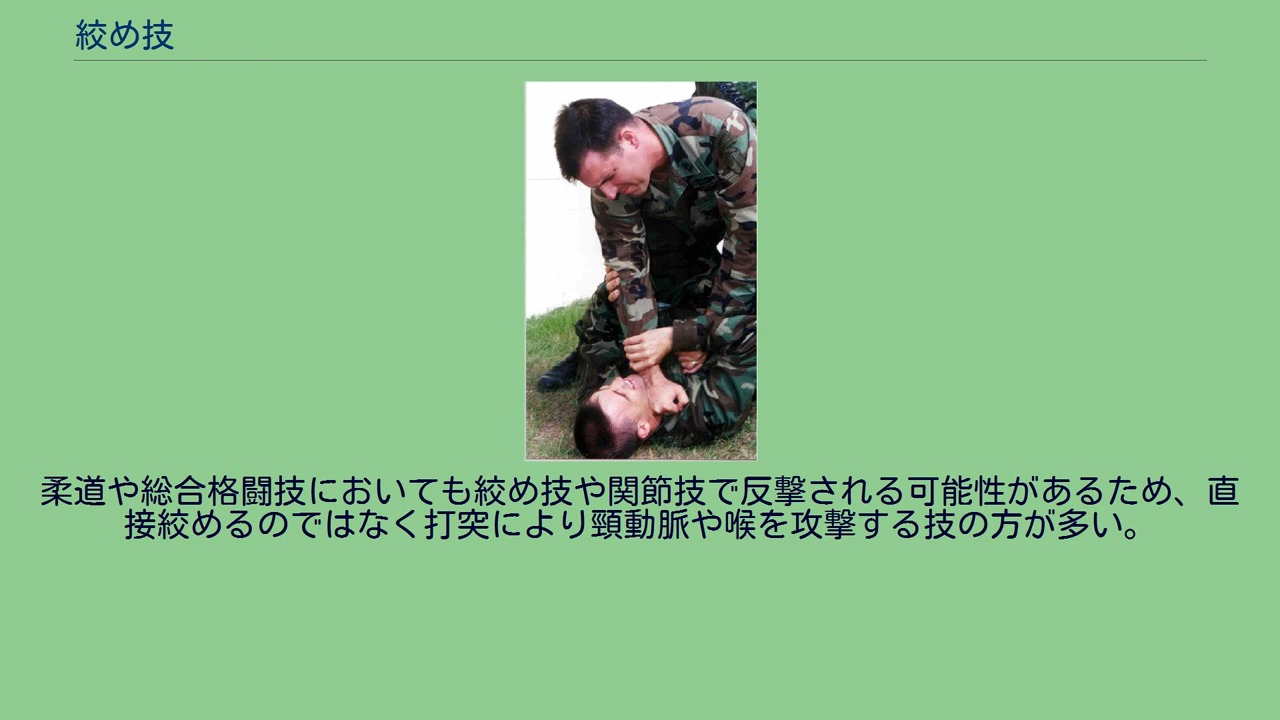 絞め技
柔道や総合格闘技においても絞め技や関節技で反撃される可能性があるため、直
接絞めるのではなく打突により頸動脈や喉を攻撃する技の方が多い。